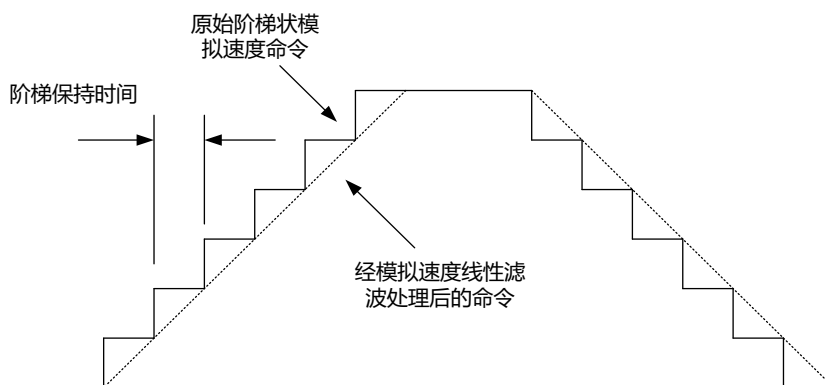 原始阶梯状模
拟速度命令
阶梯保持时间
经模拟速度线性滤
波处理后的命令